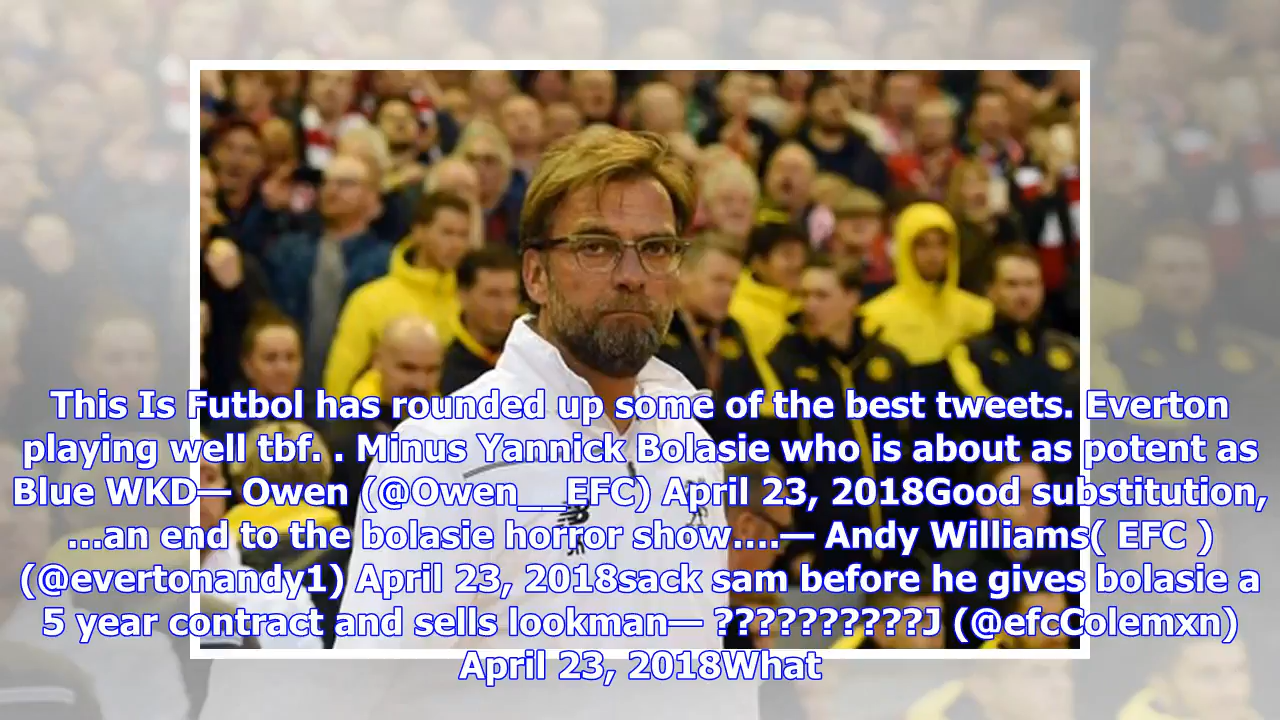 This Is Futbol has rounded up some of the best tweets. Everton
playing well tbf. . Minus Yannick Bolasie who is about as potent as
Blue WKD— Owen (@Owen__EFC) April 23, 2018Good substitution,
...an end to the bolasie horror show....— Andy Williams( EFC )
(@evertonandy1) April 23, 2018sack sam before he gives bolasie a
5 year contract and sells lookman— ??????????J (@efcColemxn)
April 23, 2018What